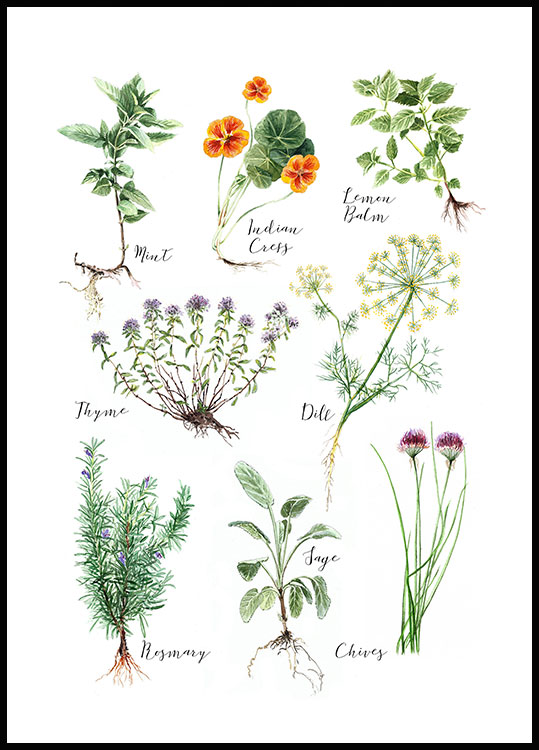 Mint
Indian
Cress
Lemon
Balm
Thyme
Dill
Rosmary
Sage
Chives